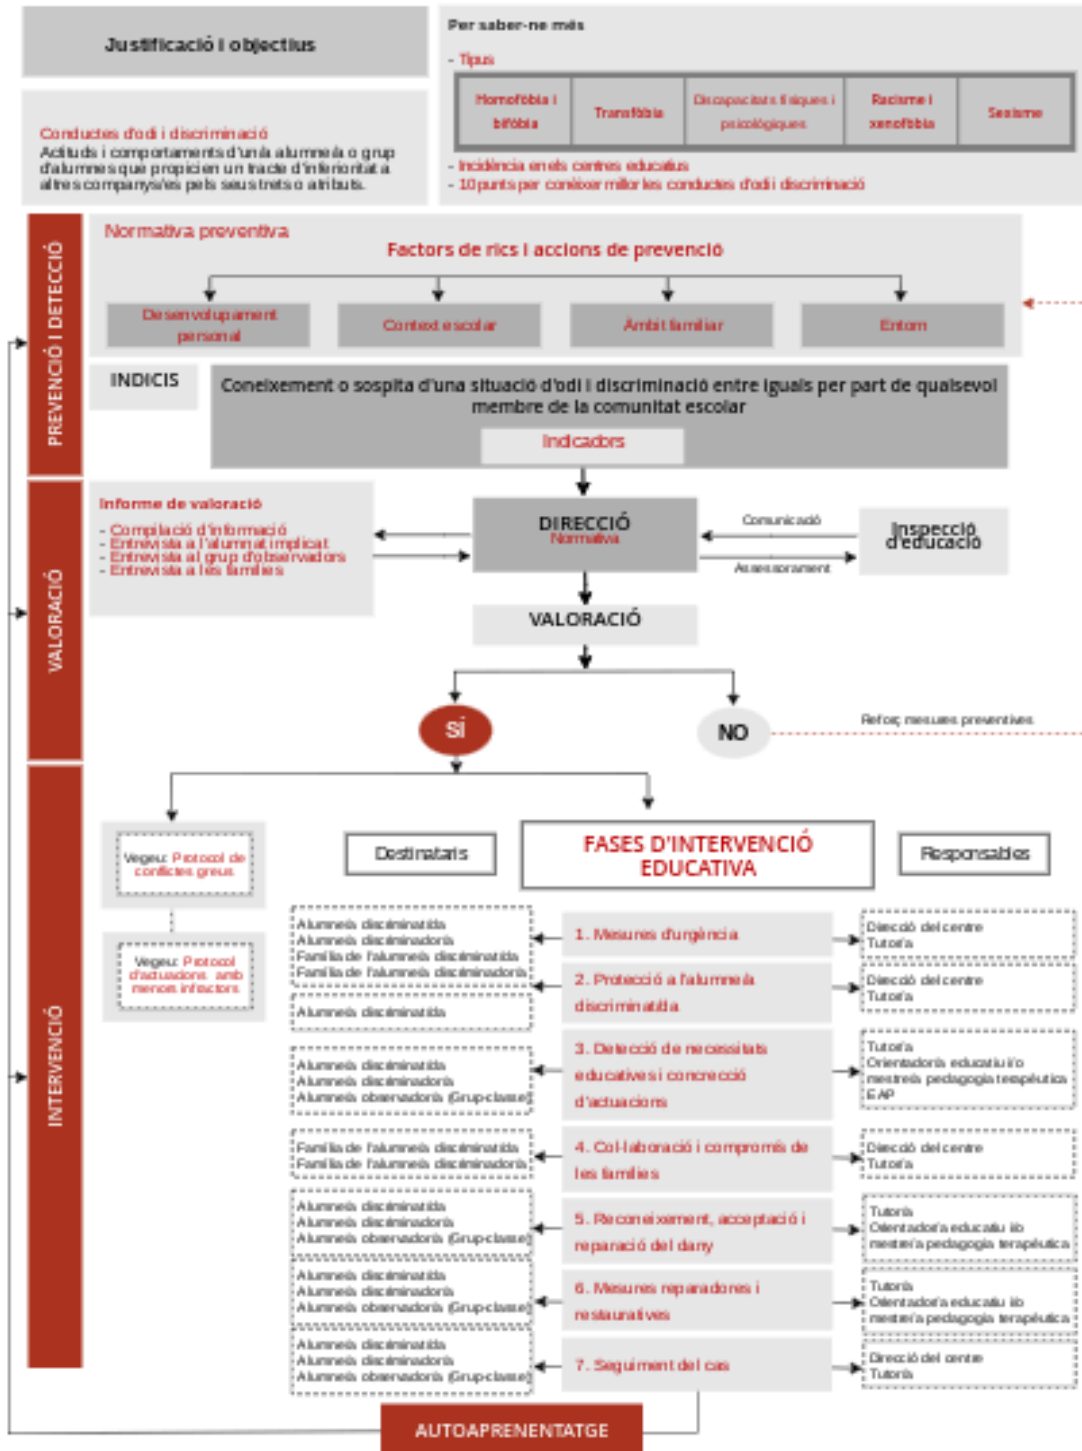 Justificació i objectius
Per saber-ne més
- Tipus
Homofòbia i
bifòbia
Transfòbia
Discapacitats físiques i
psicològiques
Racisme i
xenofòbia
Sexisme
- Incidència en els centres educatius
- 10 punts per conèixer millor les conductes d'odi i discriminació
Conductes d'odi i discriminació
Actituds i comportaments d'un/a alumne/a o grup
d'alumnes que propicien un tracte d'inferioritat a
altres companys/es pels seus trets o atributs.
PREVENCIÓ I DETECCIÓ
Normativa preventiva
Factors de rics i accions de prevenció
Desenvolupament
personal
Context escolar
Àmbit familiar
Entorn
INDICIS
Coneixement o sospita d'una situació d'odi i discriminació entre iguals per part de qualsevol
membre de la comunitat escolar
Indicadors
VALORACIÓ
Informe de valoració
- Compilació d'informació
- Entrevista a l'alumnat implicat
- Entrevista al grup d'observadors
- Entrevista a les famílies
DIRECCIÓ
Normativa
Comunicació
Assessorament
Inspecció
d'educació
VALORACIÓ
SÍ
NO
Reforç mesures preventives
INTERVENCIÓ
Vegeu: Protocol de
conflictes greus
Vegeu: Protocol
d'actuacions amb
menors infractors
Destinataris
FASES D'INTERVENCIÓ
EDUCATIVA
Responsables
Alumne/a discriminat/da
Alumne/a discriminador/a
Família de l'alumne/a discriminat/da
Família de l'alumne/a discriminador/a
1. Mesures d'urgència
Direcció del centre
Tutor/a
Alumne/a discriminat/da
2. Protecció a l'alumne/a
discriminat/da
Direcció del centre
Tutor/a
Alumne/a discriminat/da
Alumne/a discriminador/a
Alumne/a observador/a (Grup-classe)
3. Detecció de necessitats
educatives i concrecció
d'actuacions
Tutor/a
Orientador/a educatiu i/o
mestre/a pedagogia terapèutica
EAP
Família de l'alumne/a discriminat/da
Família de l'alumne/a discriminador/a
4. Col·laboració i compromís de
les famílies
Direcció del centre
Tutor/a
Alumne/a discriminat/da
Alumne/a discriminador/a
Alumne/a observador/a (Grup-classe)
5. Reconeixement, acceptació i
reparació del dany
Tutor/a
Orientador/a educatiu i/o
mestre/a pedagogia terapèutica
Alumne/a discriminat/da
Alumne/a discriminador/a
Alumne/a observador/a (Grup-classe)
6. Mesures reparadores i
restauratives
Tutor/a
Orientador/a educatiu i/o
mestre/a pedagogia terapèutica
Alumne/a discriminat/da
Alumne/a discriminador/a
Alumne/a observador/a (Grup-classe)
7. Seguiment del cas
Direcció del centre
Tutor/a
AUTOAPRENENTATGE